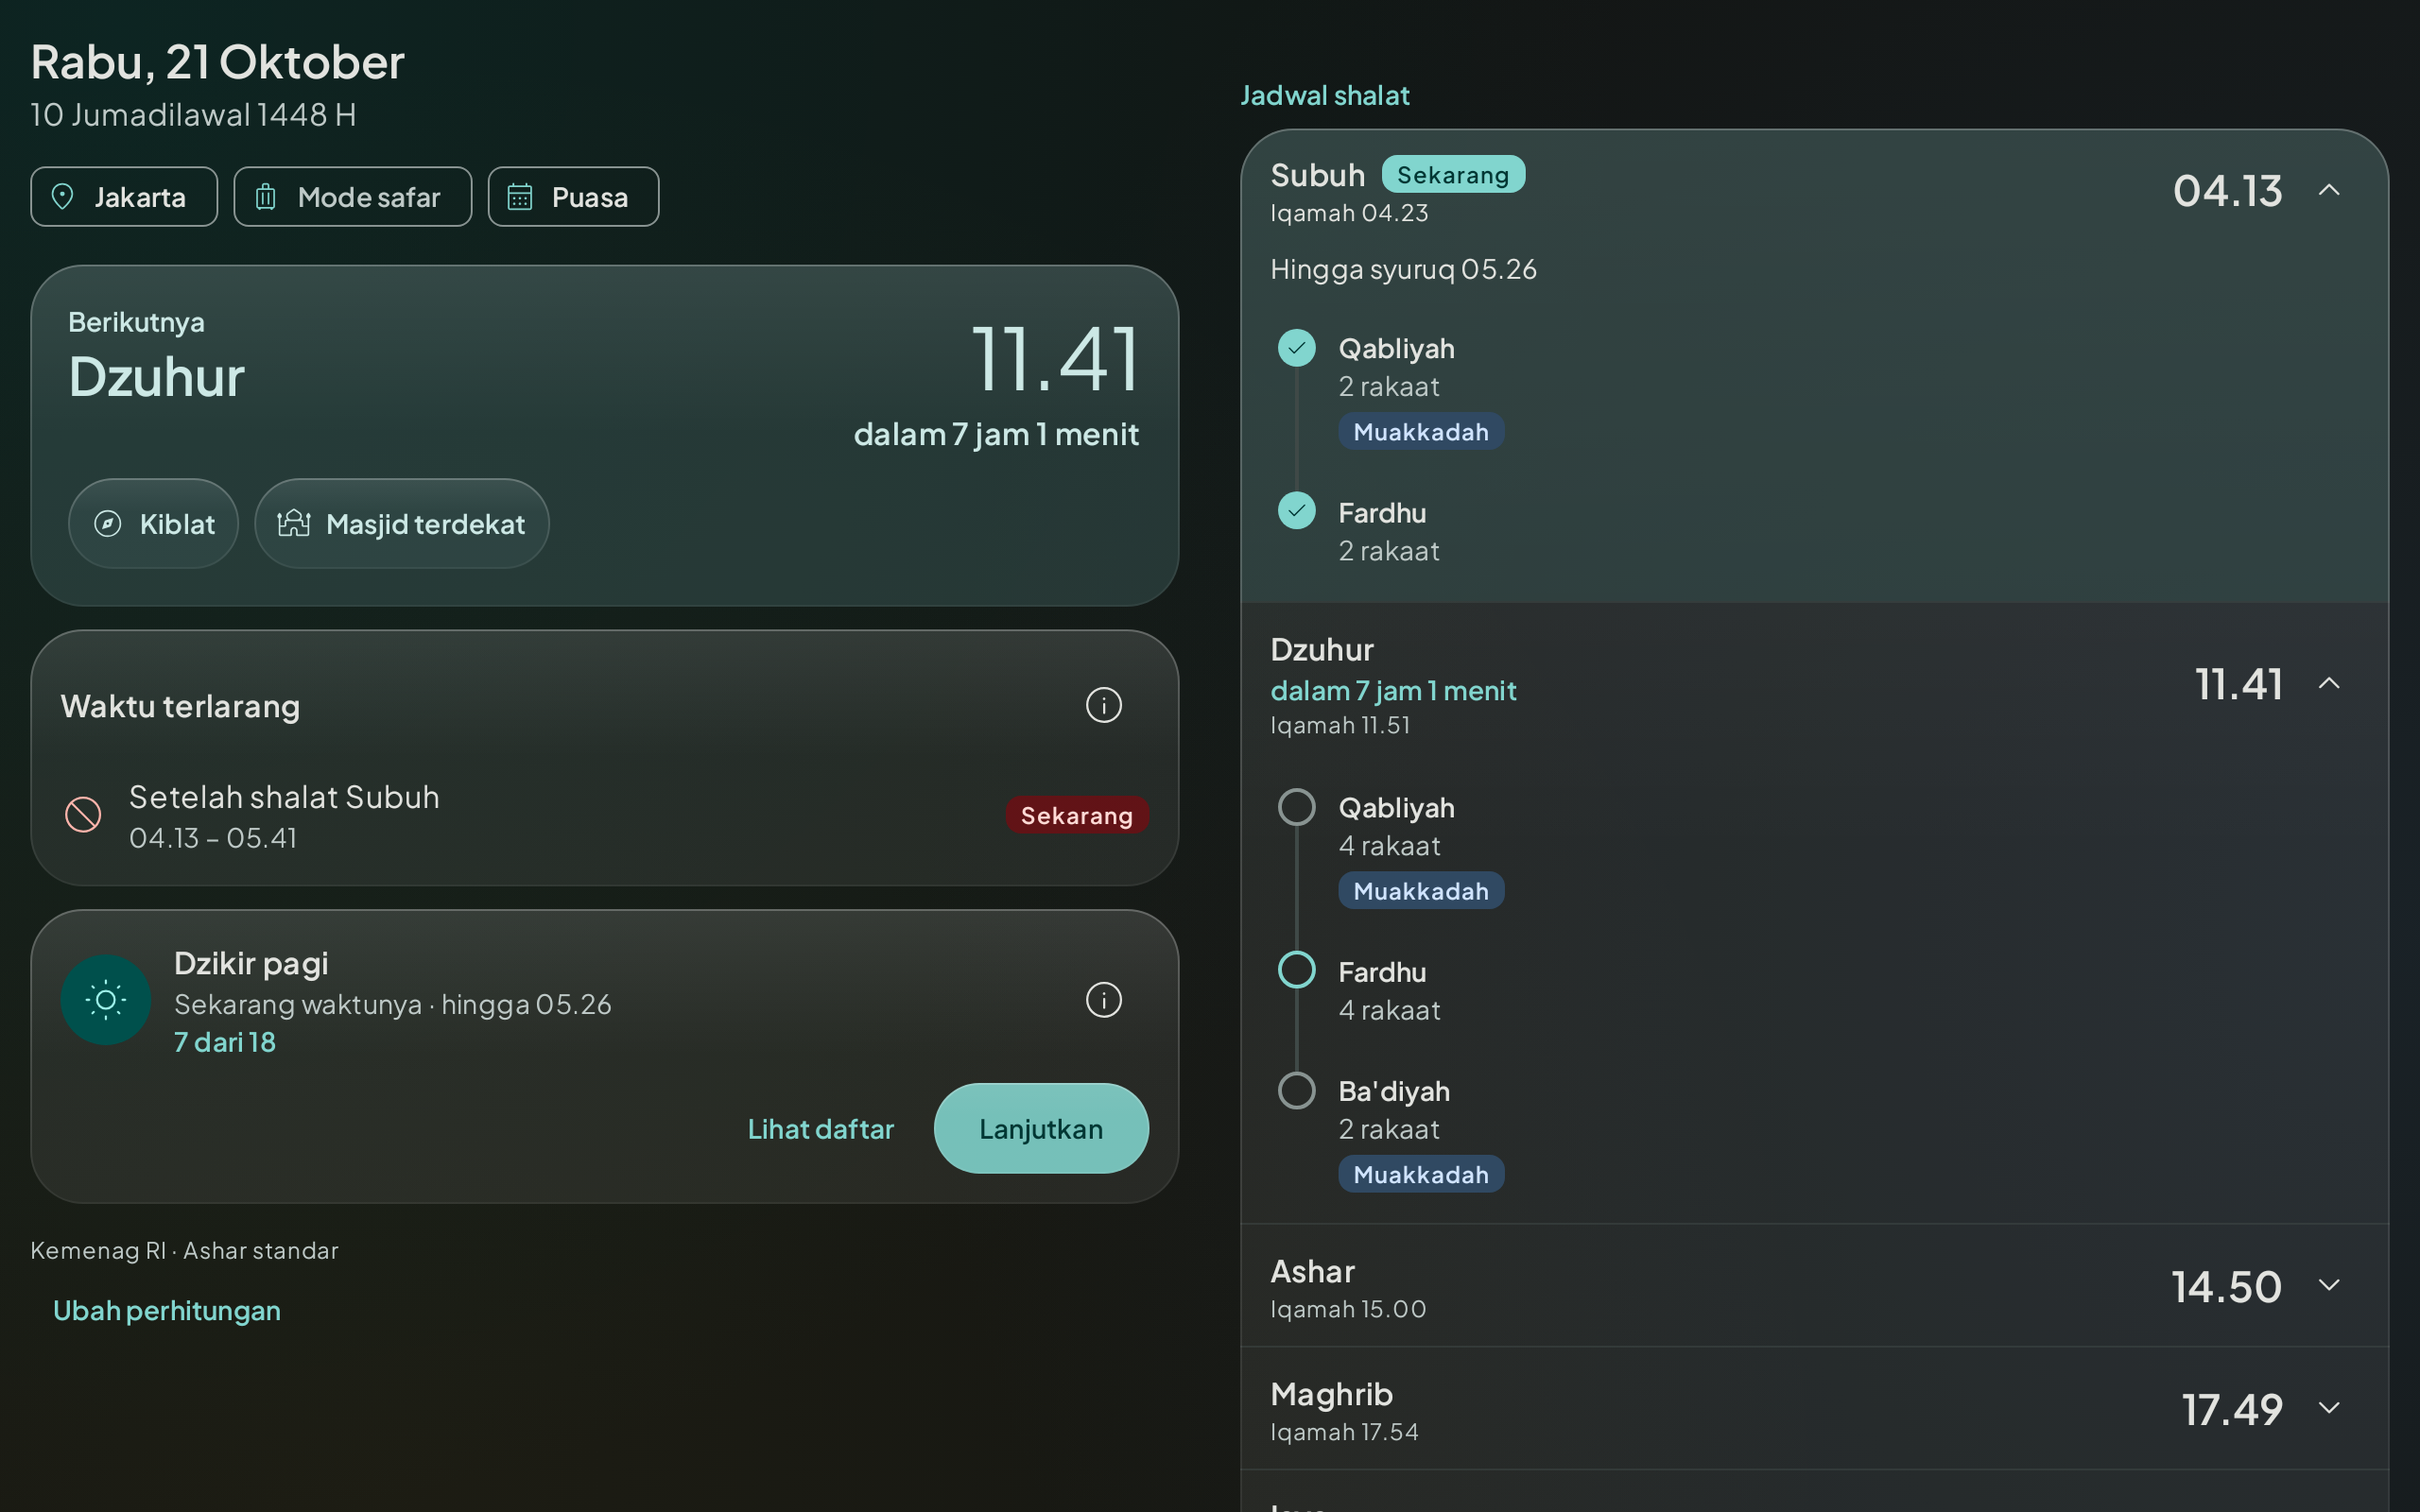 Rabu, 21 Oktober
10 Jumadilawal 1448 H
Jakarta
Mode safar
Puasa
Berikutnya
Dzuhur
11.41
dalam 7 jam 1 menit
Kiblat
Masjid terdekat
Waktu terlarang
Setelah shalat Subuh
04.13 – 05.41
Sekarang
Dzikir pagi
Sekarang waktunya · hingga 05.26
7 dari 18
Lihat daftar
Lanjutkan
Kemenag RI · Ashar standar
Ubah perhitungan
Jadwal shalat
Subuh
Sekarang
Iqamah 04.23
04.13
Hingga syuruq 05.26
Qabliyah
2 rakaat
Muakkadah
Fardhu
2 rakaat
Dzuhur
dalam 7 jam 1 menit
Iqamah 11.51
11.41
Qabliyah
4 rakaat
Muakkadah
Fardhu
4 rakaat
Ba'diyah
2 rakaat
Muakkadah
Ashar
Iqamah 15.00
14.50
Maghrib
Iqamah 17.54
17.49